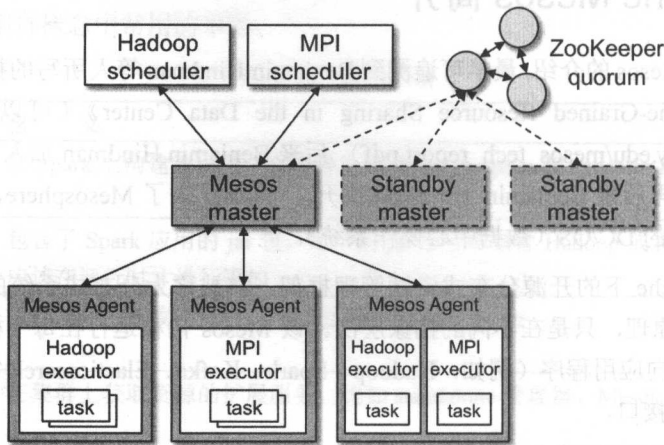 Hadoop
scheduler
MPI
scheduler
ZooKeeper
quorum
Mesos
master
Standby
master
Standby
master
Mesos Agent
Hadoop
executor
task
Mesos Agent
MPI
executor
task
Mesos Agent
Hadoop
executor
task
MPI
executor
task